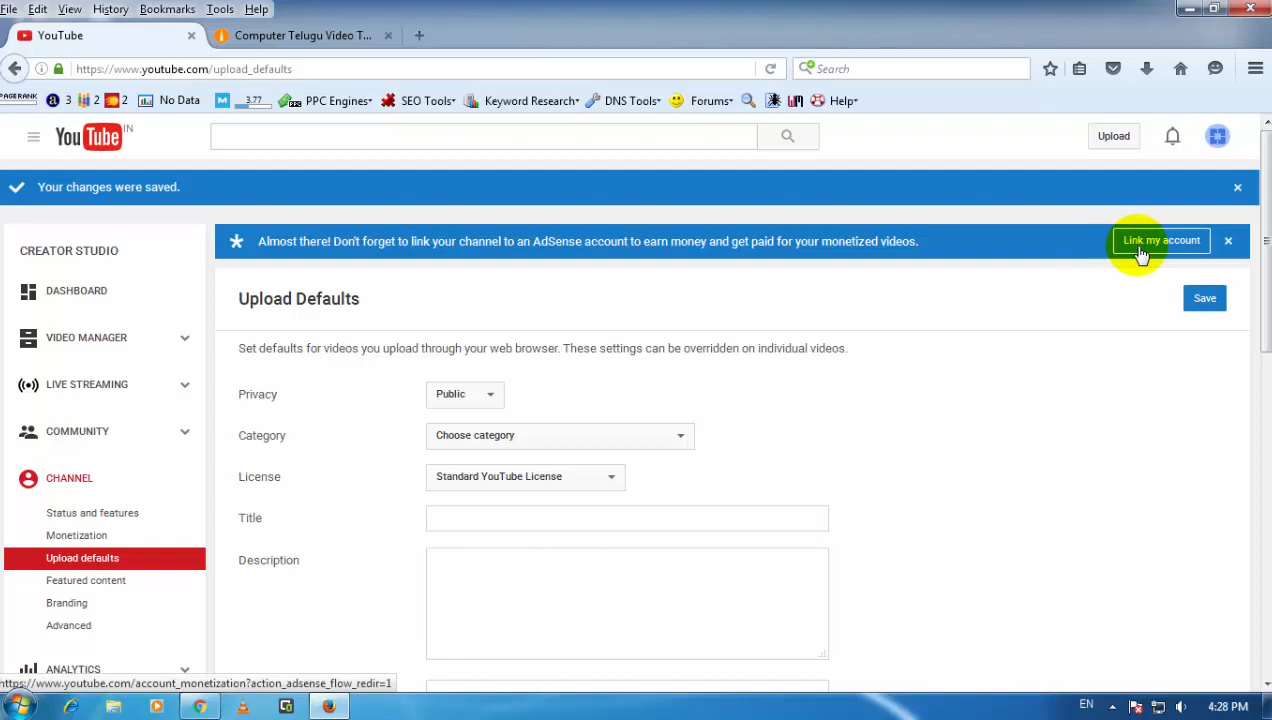 File Edit View History Bookmarks Tools Help
YouTube × Computer Telugu Video T... × +
https://www.youtube.com/upload_defaults Search
PAGERANK a 3 2 2 No Data M 3.77 PPC Engines SEO Tools Keyword Research DNS Tools Forums Help
YouTube IN Upload
Your changes were saved. ×
Almost there! Don't forget to link your channel to an AdSense account to earn money and get paid for your monetized videos. Link my account ×
CREATOR STUDIO
DASHBOARD
VIDEO MANAGER
LIVE STREAMING
COMMUNITY
CHANNEL
Status and features
Monetization
Upload defaults
Featured content
Branding
Advanced
ANALYTICS
Upload Defaults Save
Set defaults for videos you upload through your web browser. These settings can be overridden on individual videos.
Privacy Public
Category Choose category
License Standard YouTube License
Title
Description
https://www.youtube.com/account_monetization?action_adsense_flow_redir=1
EN 4:28 PM